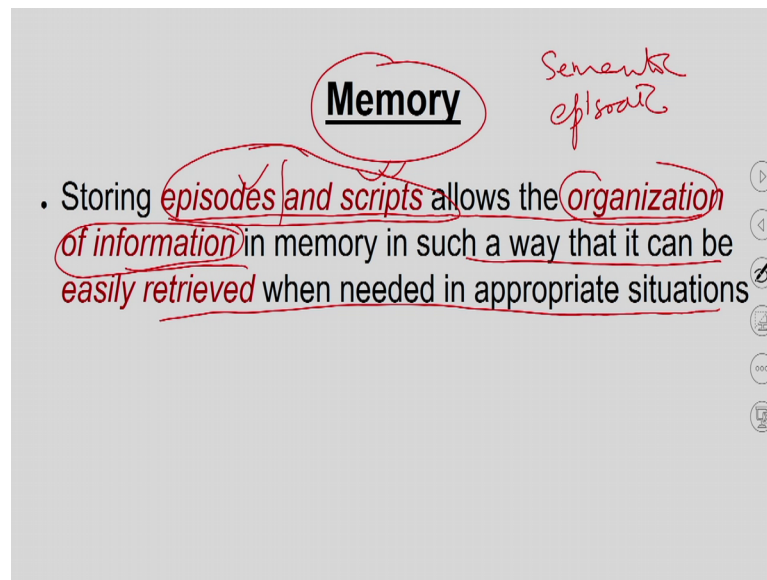 Memory
Semantic
episodic
• Storing episodes and scripts allows the organization
of information in memory in such a way that it can be
easily retrieved when needed in appropriate situations